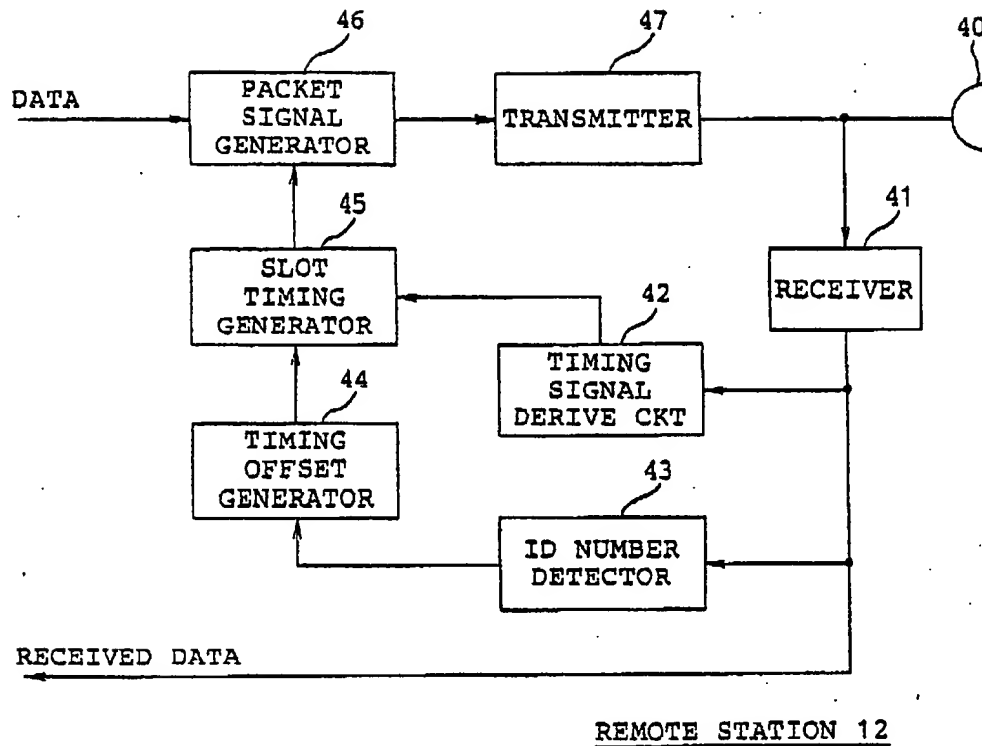 46
47
40
DATA
PACKET
SIGNAL
GENERATOR
TRANSMITTER
41
45
SLOT
TIMING
GENERATOR
RECEIVER
42
TIMING
SIGNAL
DERIVE CKT
44
TIMING
OFFSET
GENERATOR
43
ID NUMBER
DETECTOR
RECEIVED DATA
REMOTE STATION 12